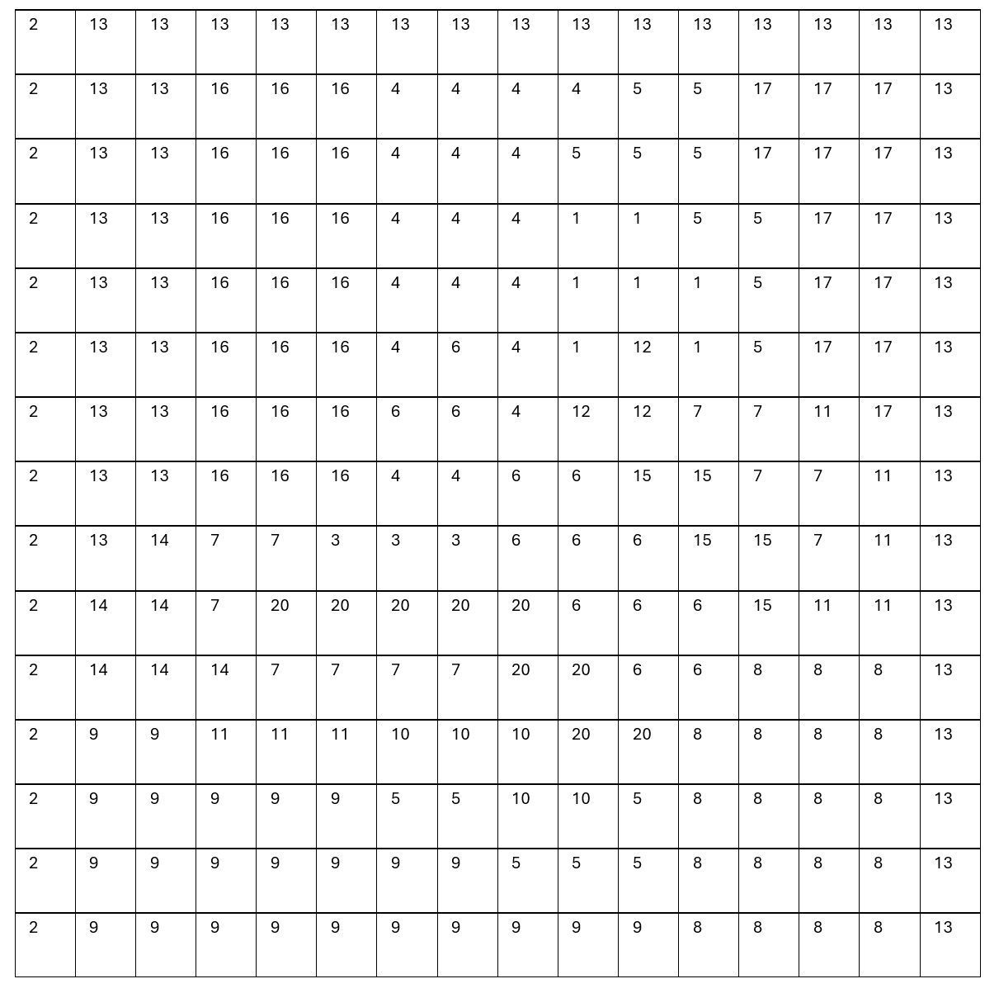 2 13 13 13 13 13 13 13 13 13 13 13 13 13 13 13
2 13 13 16 16 16 4 4 4 4 5 5 17 17 17 13
2 13 13 16 16 16 4 4 4 5 5 5 17 17 17 13
2 13 13 16 16 16 4 4 4 1 1 5 5 17 17 13
2 13 13 16 16 16 4 4 4 1 1 1 5 17 17 13
2 13 13 16 16 16 4 6 4 1 12 1 5 17 17 13
2 13 13 16 16 16 6 6 4 12 12 7 7 11 17 13
2 13 13 16 16 16 4 4 6 6 15 15 7 7 11 13
2 13 14 7 7 3 3 3 6 6 6 15 15 7 11 13
2 14 14 7 20 20 20 20 20 6 6 6 15 11 11 13
2 14 14 14 7 7 7 7 20 20 6 6 8 8 8 13
2 9 9 11 11 11 10 10 10 20 20 8 8 8 8 13
2 9 9 9 9 9 5 5 10 10 5 8 8 8 8 13
2 9 9 9 9 9 9 9 5 5 5 8 8 8 8 13
2 9 9 9 9 9 9 9 9 9 9 8 8 8 8 13